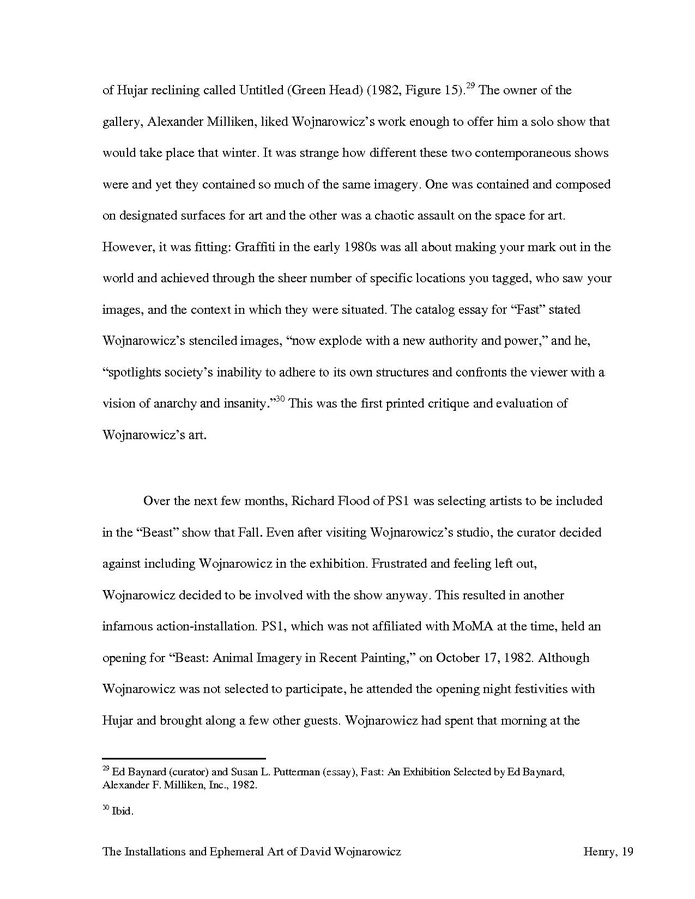 of Hujar reclining called Untitled (Green Head) (1982, Figure 15).29 The owner of the
gallery, Alexander Milliken, liked Wojnarowicz’s work enough to offer him a solo show that
would take place that winter. It was strange how different these two contemporaneous shows
were and yet they contained so much of the same imagery. One was contained and composed
on designated surfaces for art and the other was a chaotic assault on the space for art.
However, it was fitting: Graffiti in the early 1980s was all about making your mark out in the
world and achieved through the sheer number of specific locations you tagged, who saw your
images, and the context in which they were situated. The catalog essay for “Fast” stated
Wojnarowicz’s stenciled images, “now explode with a new authority and power,” and he,
“spotlights society’s inability to adhere to its own structures and confronts the viewer with a
vision of anarchy and insanity.”30 This was the first printed critique and evaluation of
Wojnarowicz’s art.
Over the next few months, Richard Flood of PS1 was selecting artists to be included
in the “Beast” show that Fall. Even after visiting Wojnarowicz’s studio, the curator decided
against including Wojnarowicz in the exhibition. Frustrated and feeling left out,
Wojnarowicz decided to be involved with the show anyway. This resulted in another
infamous action-installation. PS1, which was not affiliated with MoMA at the time, held an
opening for “Beast: Animal Imagery in Recent Painting,” on October 17, 1982. Although
Wojnarowicz was not selected to participate, he attended the opening night festivities with
Hujar and brought along a few other guests. Wojnarowicz had spent that morning at the
29 Ed Baynard (curator) and Susan L. Putterman (essay), Fast: An Exhibition Selected by Ed Baynard,
Alexander F. Milliken, Inc., 1982.
30 Ibid.
The Installations and Ephemeral Art of David Wojnarowicz Henry, 19